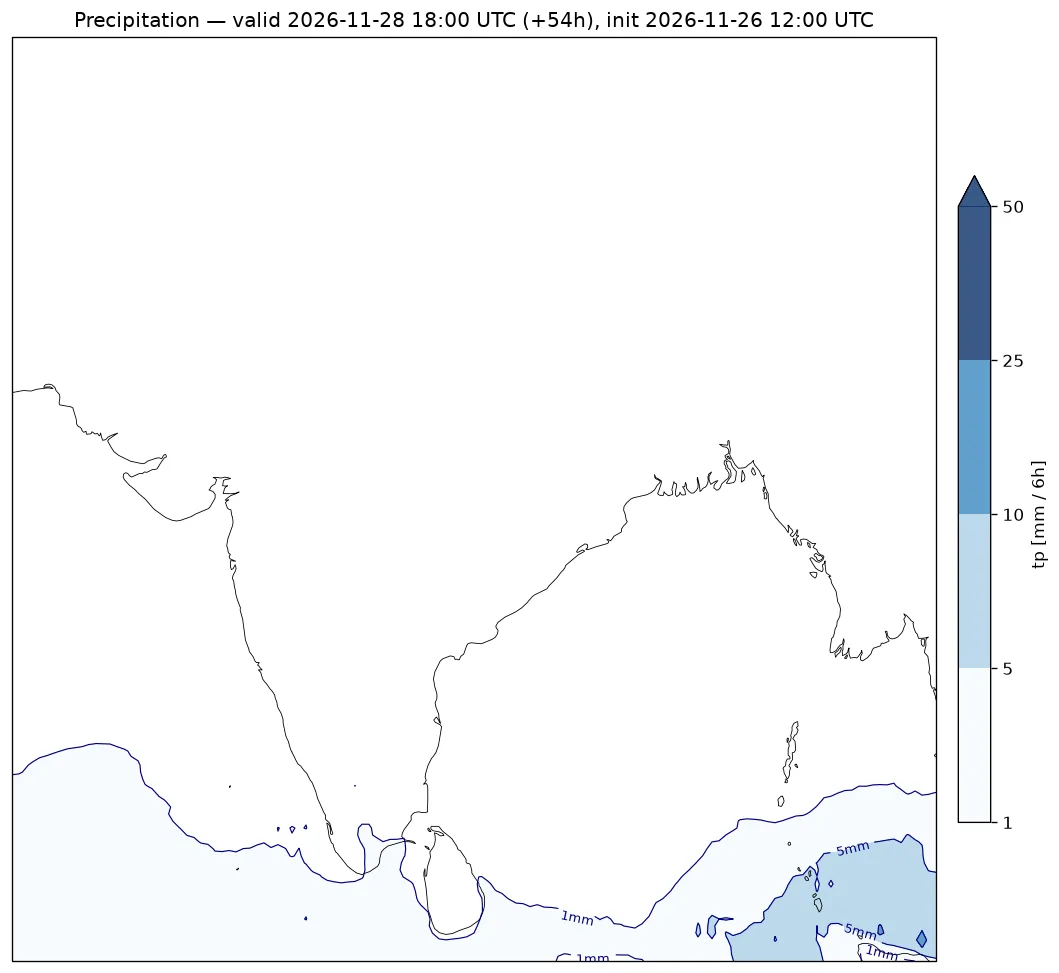 Precipitation — valid 2026-11-28 18:00 UTC (+54h), init 2026-11-26 12:00 UTC
50
25
10
5
1
tp [mm / 6h]
5mm
1mm
5mm
1mm
1mm